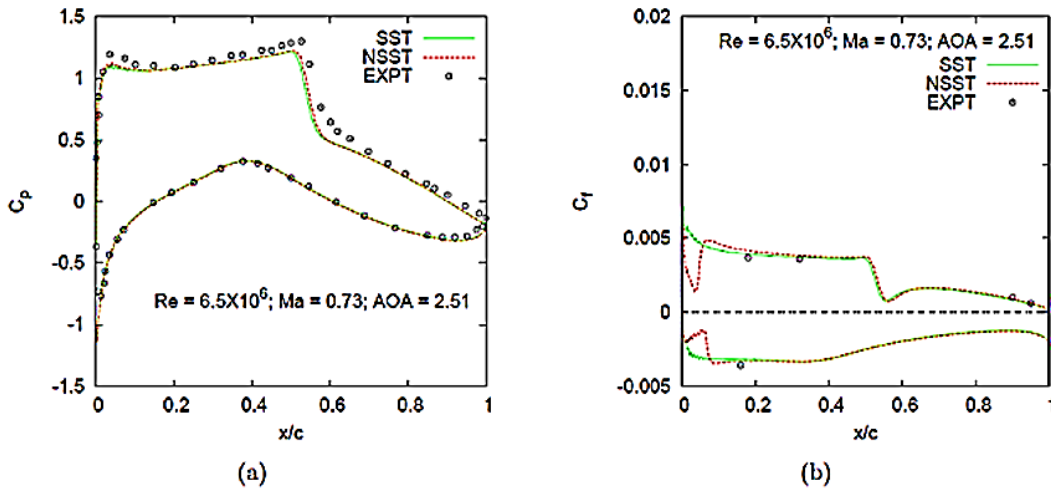 1.5
1
0.5
0
-0.5
-1
-1.5
0 0.2 0.4 0.6 0.8 1
C_p
x/c
SST
NSST
EXPT
Re = 6.5X10^6; Ma = 0.73; AOA = 2.51
(a)
0.02
0.015
0.01
0.005
0
-0.005
0 0.2 0.4 0.6 0.8 1
C_f
x/c
Re = 6.5X10^6; Ma = 0.73; AOA = 2.51
SST
NSST
EXPT
(b)